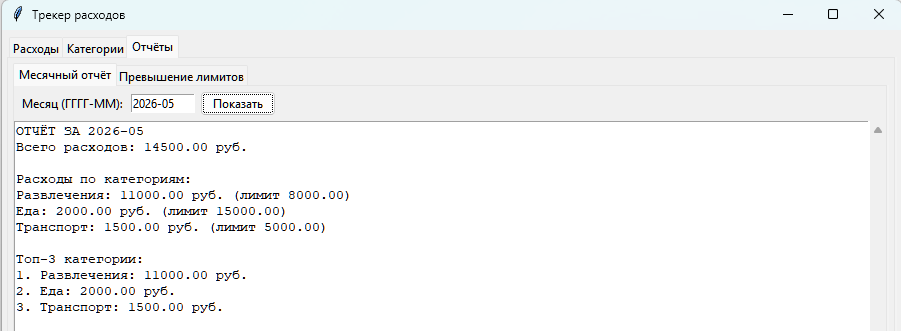 Трекер расходов
Расходы Категории Отчёты
Месячный отчёт Превышение лимитов
Месяц (ГГГГ-ММ): 2026-05 Показать
ОТЧЁТ ЗА 2026-05
Всего расходов: 14500.00 руб.
Расходы по категориям:
Развлечения: 11000.00 руб. (лимит 8000.00)
Еда: 2000.00 руб. (лимит 15000.00)
Транспорт: 1500.00 руб. (лимит 5000.00)
Топ-3 категории:
1. Развлечения: 11000.00 руб.
2. Еда: 2000.00 руб.
3. Транспорт: 1500.00 руб.